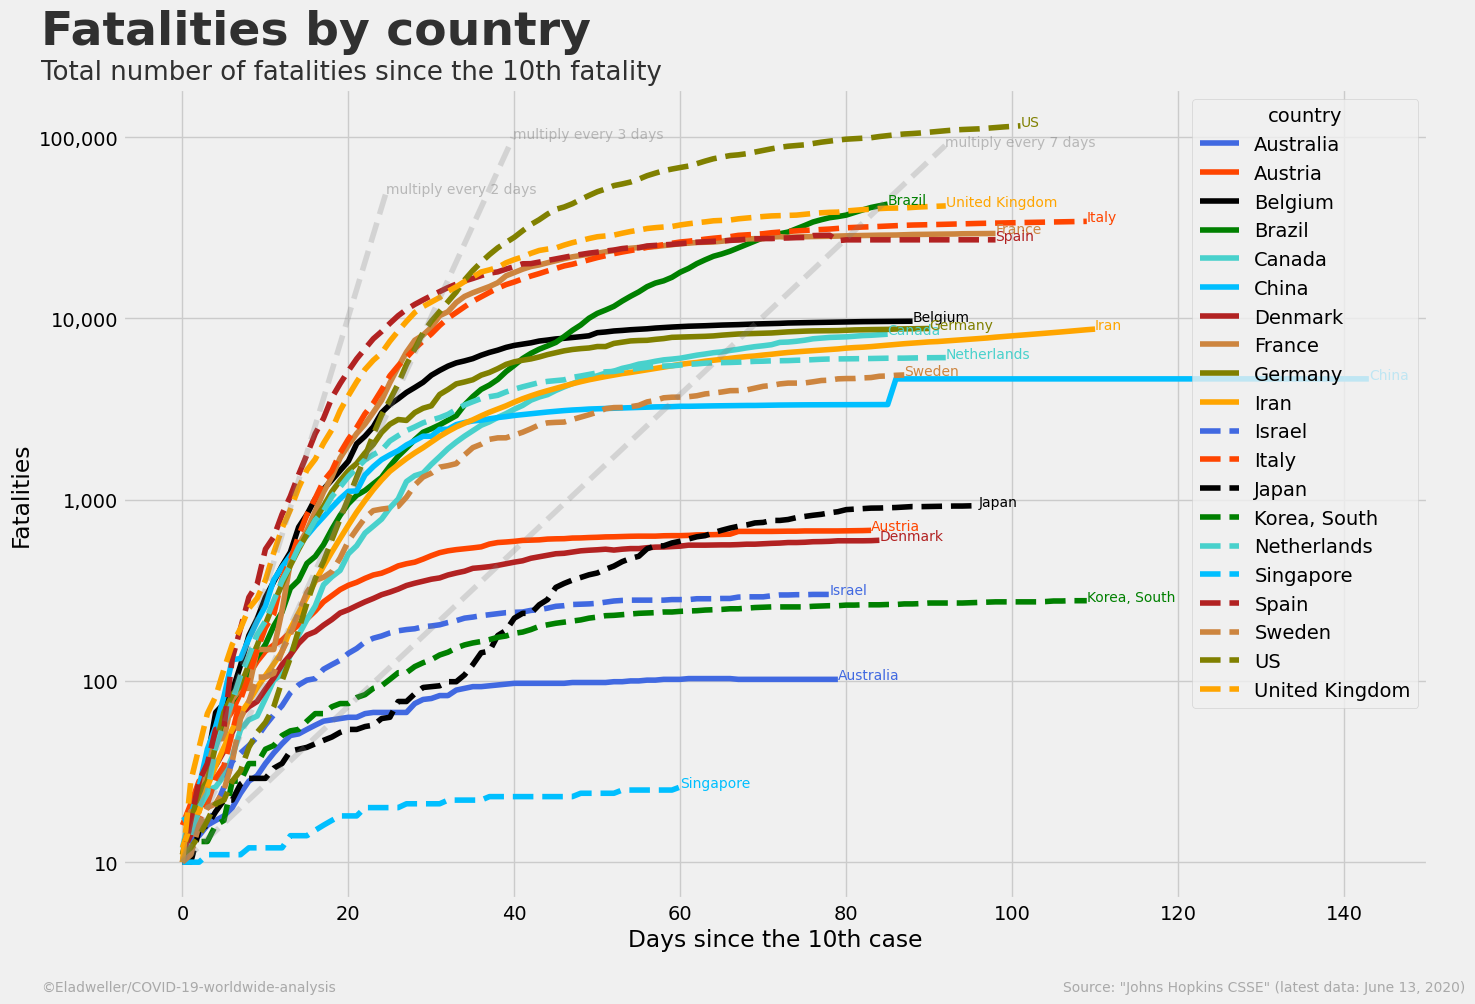 Fatalities by country
Total number of fatalities since the 10th fatality
Fatalities
100,000
10,000
1,000
100
10
0
20
40
60
80
100
120
140
Days since the 10th case
multiply every 2 days
multiply every 3 days
multiply every 7 days
US
Brazil
United Kingdom
Italy
France
Spain
Belgium
Germany
Canada
Iran
Netherlands
Sweden
China
Japan
Austria
Denmark
Israel
Korea, South
Australia
Singapore
country
Australia
Austria
Belgium
Brazil
Canada
China
Denmark
France
Germany
Iran
Israel
Italy
Japan
Korea, South
Netherlands
Singapore
Spain
Sweden
US
United Kingdom
©Eladweller/COVID-19-worldwide-analysis
Source: "Johns Hopkins CSSE" (latest data: June 13, 2020)